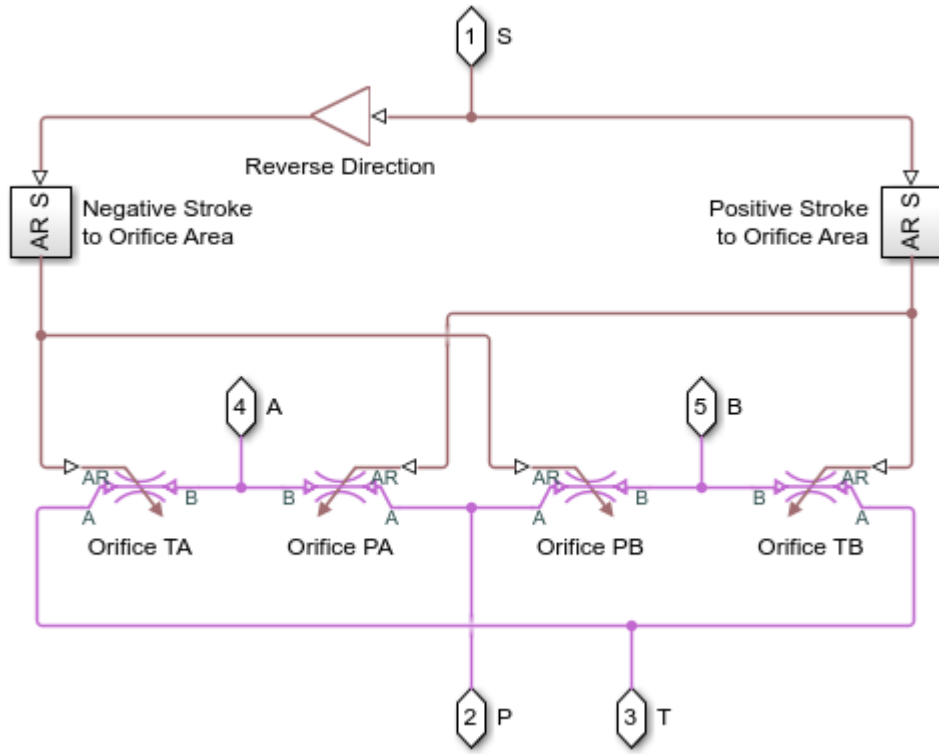 1 S
Reverse Direction
AR S
Negative Stroke
to Orifice Area
Positive Stroke
to Orifice Area
AR S
4 A
5 B
AR
A
B
Orifice TA
B
AR
A
Orifice PA
AR
A
B
Orifice PB
B
AR
A
Orifice TB
2 P
3 T